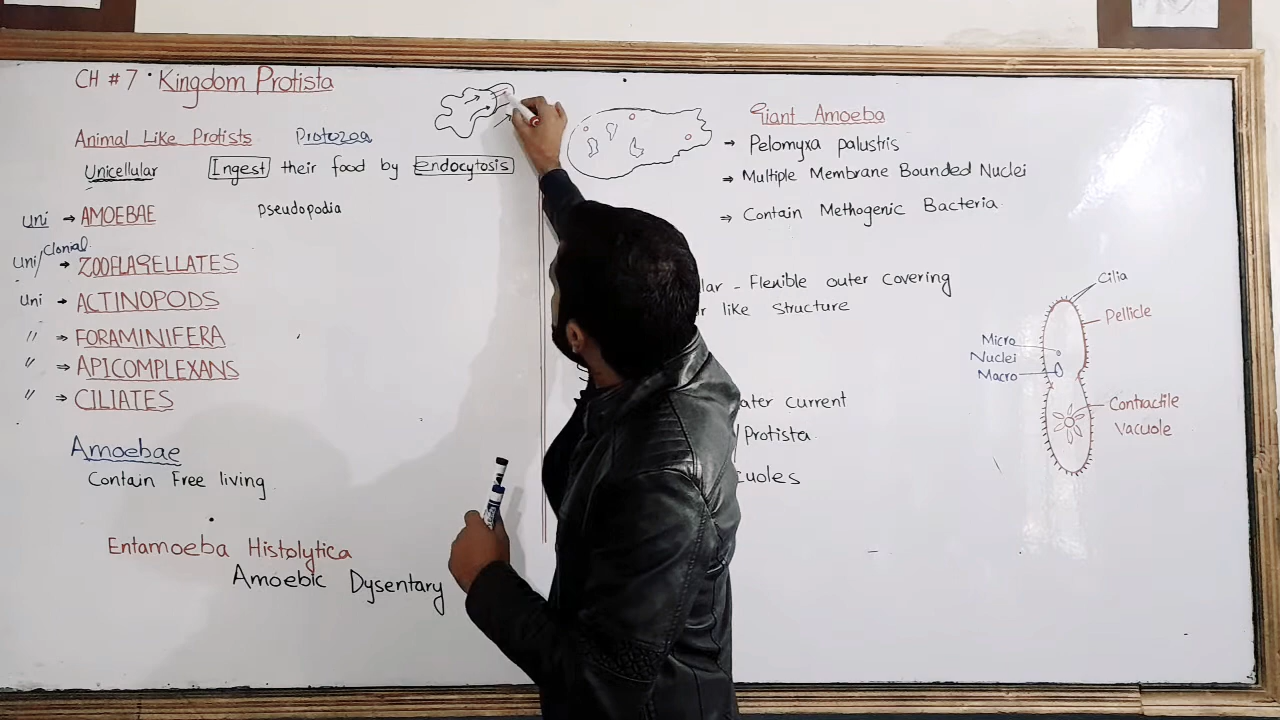 CH # 7 • Kingdom Protista
Animal Like Protists Protozoa
Unicellular Ingest their food by endocytosis
Uni → AMOEBAE Pseudopodia
Uni/Clonial → ZOOFLAGELLATES
Uni → ACTINOPODS
" → FORAMINIFERA
" → APICOMPLEXANS
" → CILIATES
Amoebae
Contain Free living
Entamoeba Histolytica
Amoebic Dysentary
Giant Amoeba
→ Pelomyxa palustris
→ Multiple Membrane Bounded Nuclei
→ Contain Methogenic Bacteria
lar - Flexible outer covering
r like structure
ater current
/Protista
cuoles
Cilia
Pellicle
Micro
Nuclei
Macro
Contractile
Vacuole